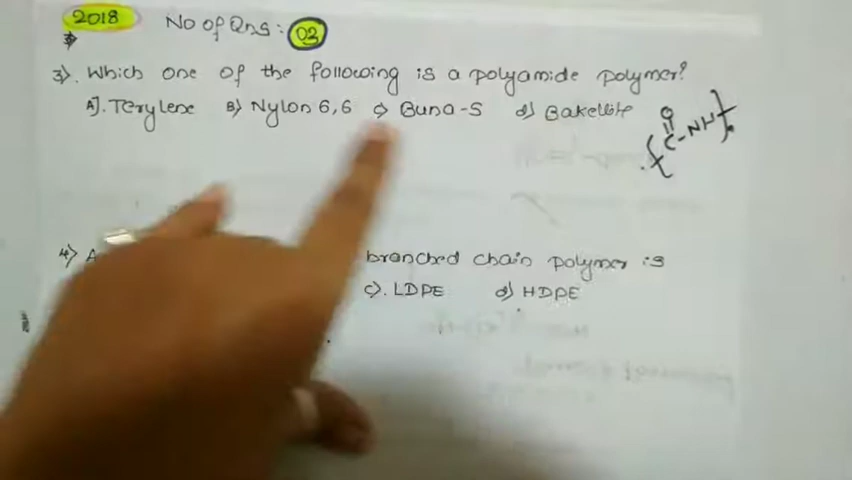 2018 No of Qns: 02
3). Which one of the following is a polyamide polymer?
A]. Terylene B) Nylon 6,6 c) Buna-S d) Bakelite
O
C-NH
4) A branched chain polymer is
c). LDPE d) HDPE